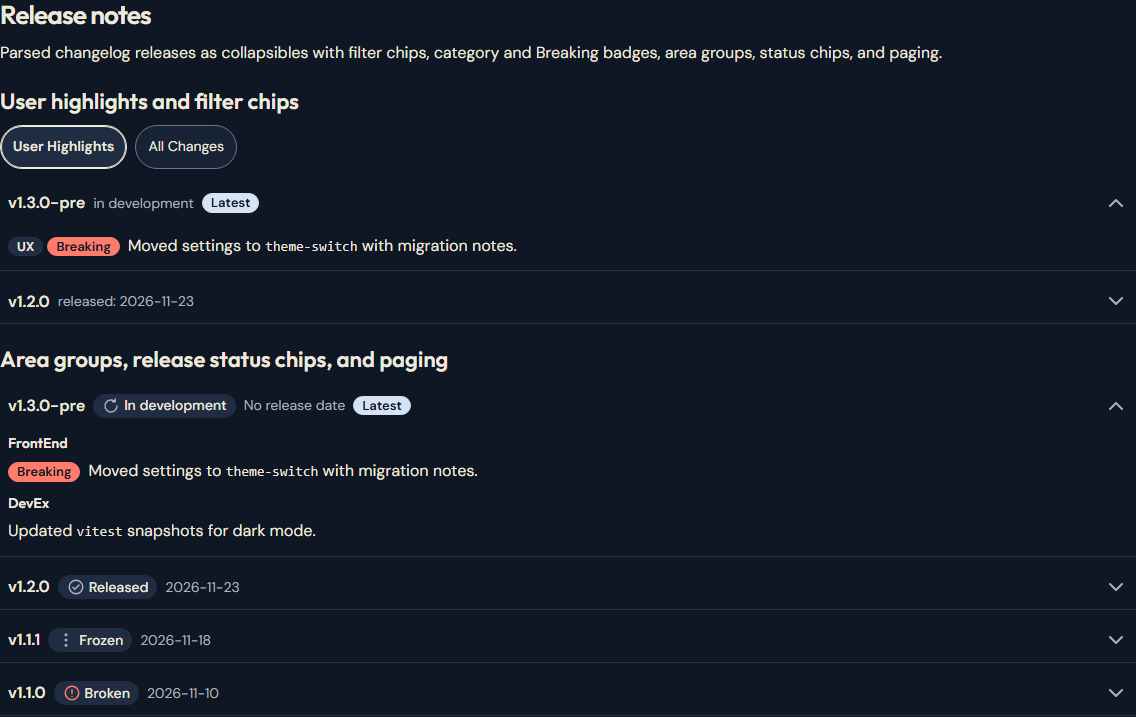 Release notes
Parsed changelog releases as collapsibles with filter chips, category and Breaking badges, area groups, status chips, and paging.
User highlights and filter chips
User Highlights All Changes
v1.3.0-pre in development Latest
UX Breaking Moved settings to theme-switch with migration notes.
v1.2.0 released: 2026-11-23
Area groups, release status chips, and paging
v1.3.0-pre In development No release date Latest
FrontEnd
Breaking Moved settings to theme-switch with migration notes.
DevEx
Updated vitest snapshots for dark mode.
v1.2.0 Released 2026-11-23
v1.1.1 Frozen 2026-11-18
v1.1.0 Broken 2026-11-10